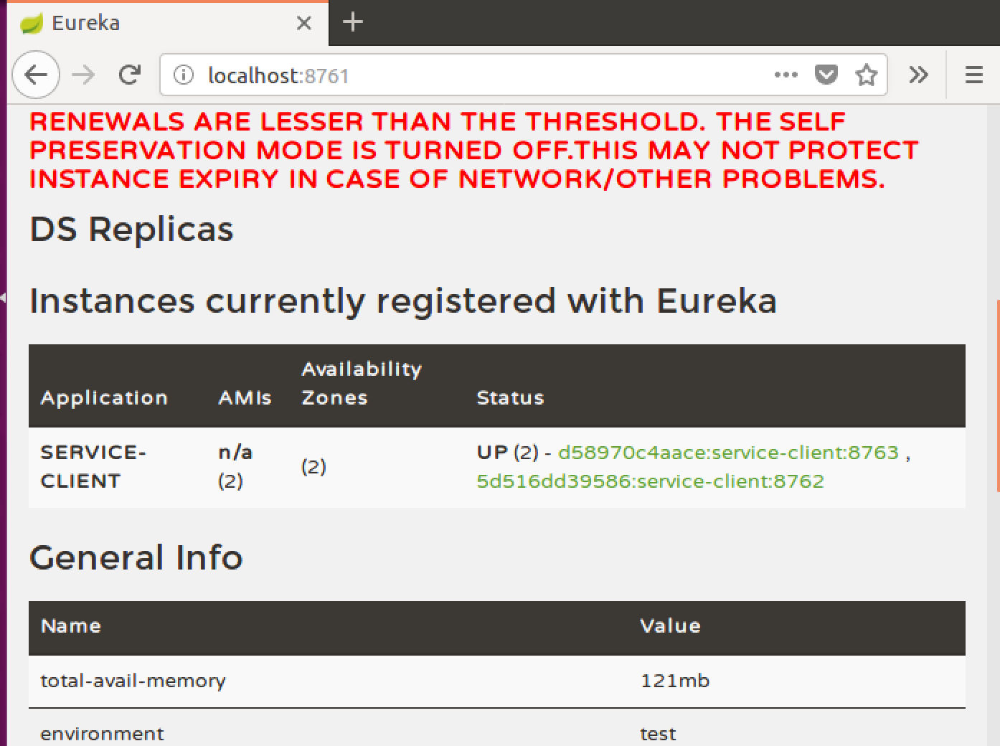 Eureka
localhost:8761
RENEWALS ARE LESSER THAN THE THRESHOLD. THE SELF
PRESERVATION MODE IS TURNED OFF.THIS MAY NOT PROTECT
INSTANCE EXPIRY IN CASE OF NETWORK/OTHER PROBLEMS.
DS Replicas
Instances currently registered with Eureka
Application AMIs Availability Zones Status
SERVICE-CLIENT n/a (2) (2) UP (2) - d58970c4aace:service-client:8763 ,
5d516dd39586:service-client:8762
General Info
Name Value
total-avail-memory 121mb
environment test